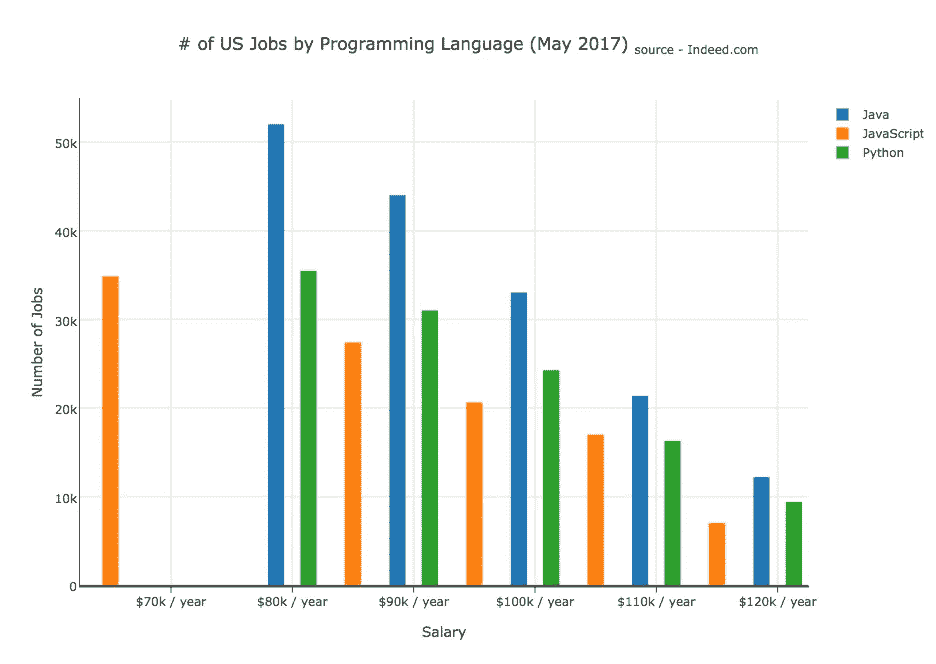 # of US Jobs by Programming Language (May 2017) source - Indeed.com
Java
JavaScript
Python
50k
40k
30k
20k
10k
0
Number of Jobs
$70k / year $80k / year $90k / year $100k / year $110k / year $120k / year
Salary